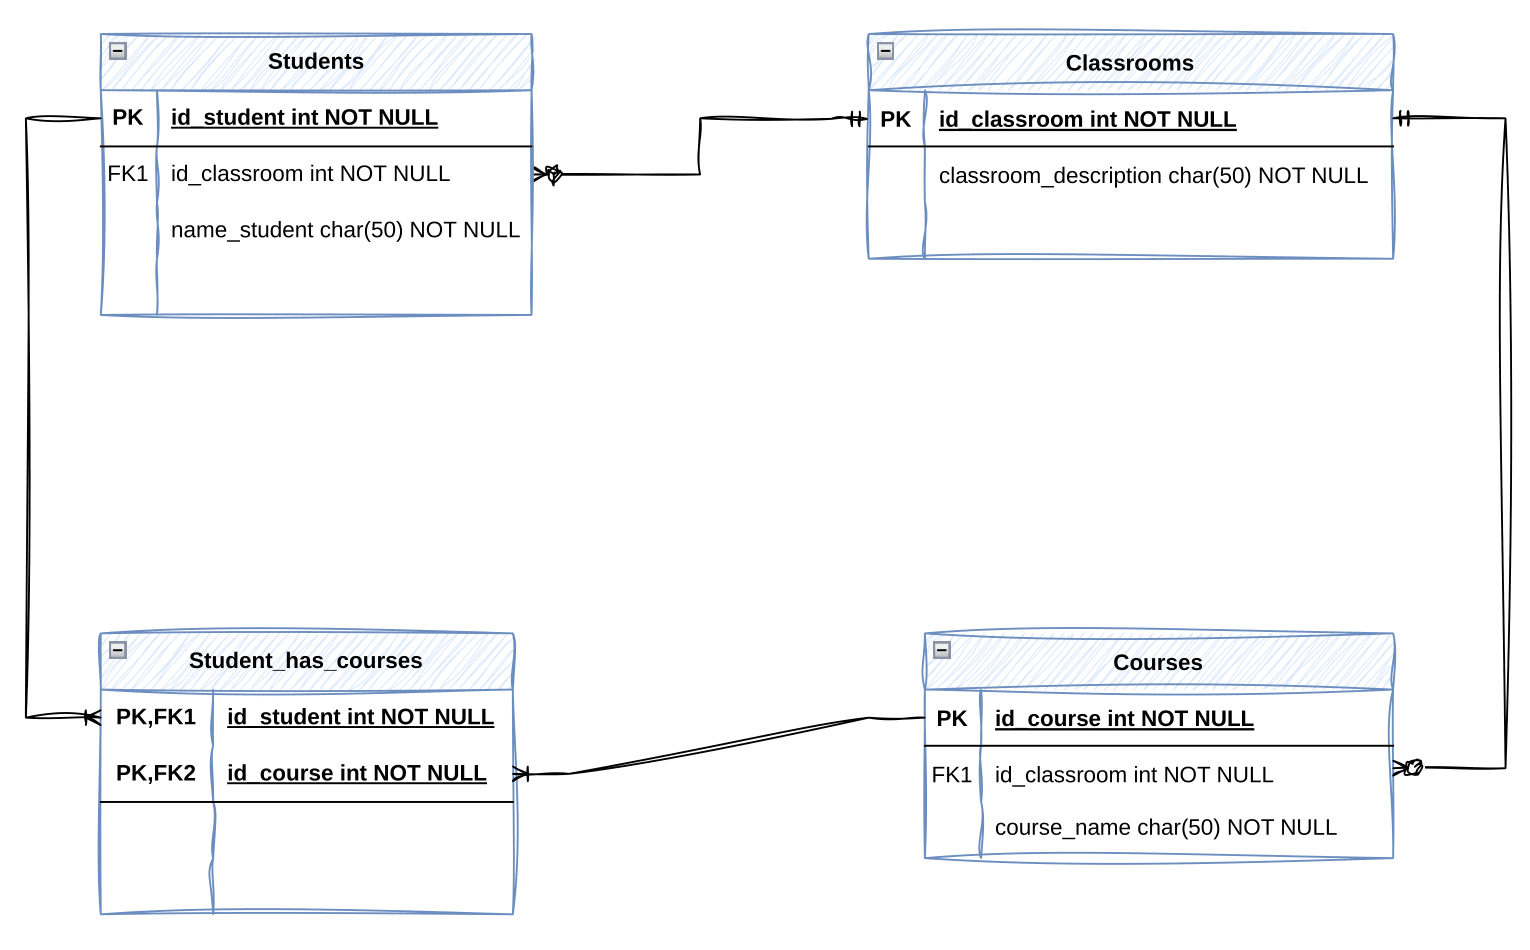 Students
PK id_student int NOT NULL
FK1 id_classroom int NOT NULL
name_student char(50) NOT NULL
Classrooms
PK id_classroom int NOT NULL
classroom_description char(50) NOT NULL
Student_has_courses
PK,FK1 id_student int NOT NULL
PK,FK2 id_course int NOT NULL
Courses
PK id_course int NOT NULL
FK1 id_classroom int NOT NULL
course_name char(50) NOT NULL